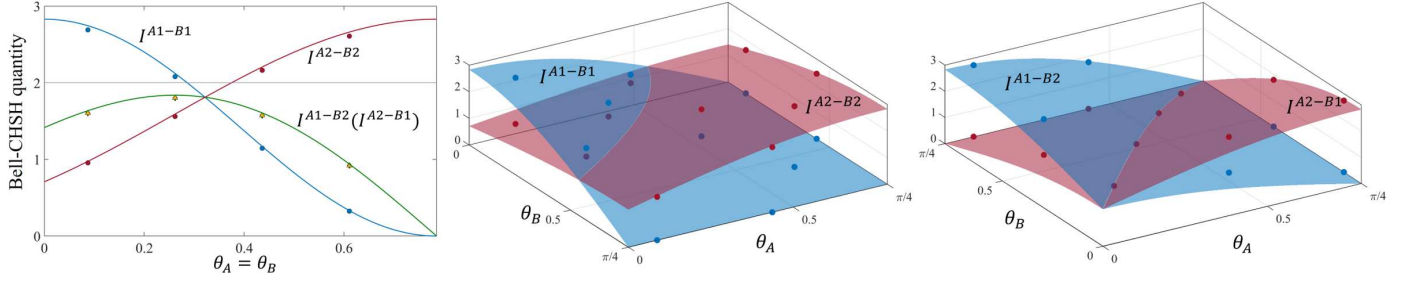 Bell-CHSH quantity
3
2
1
0
0
0.2
0.4
0.6
θ_A = θ_B
I^{A1−B1}
I^{A2−B2}
I^{A1−B2}(I^{A2−B1})
3
2
1
0
0
0.5
π/4
θ_B
0
0.5
π/4
θ_A
I^{A1−B1}
I^{A2−B2}
3
2
1
0
π/4
0.5
0
θ_B
0
0.5
π/4
θ_A
I^{A1−B2}
I^{A2−B1}